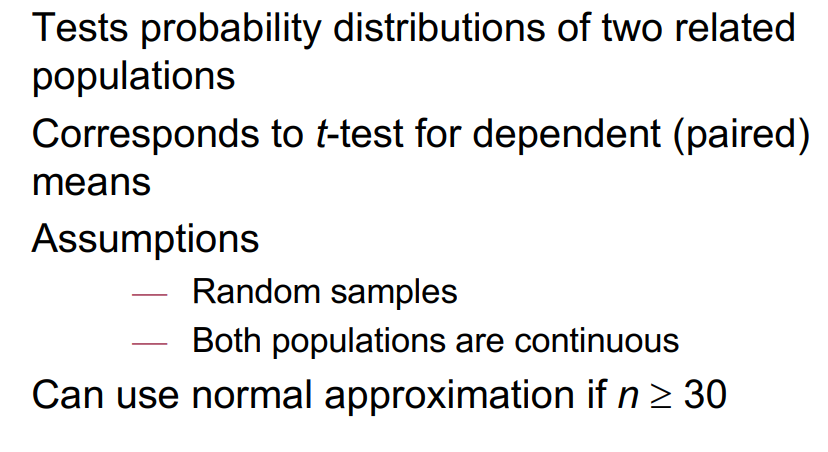 Tests probability distributions of two related
populations
Corresponds to t-test for dependent (paired)
means
Assumptions
— Random samples
— Both populations are continuous
Can use normal approximation if n ≥ 30